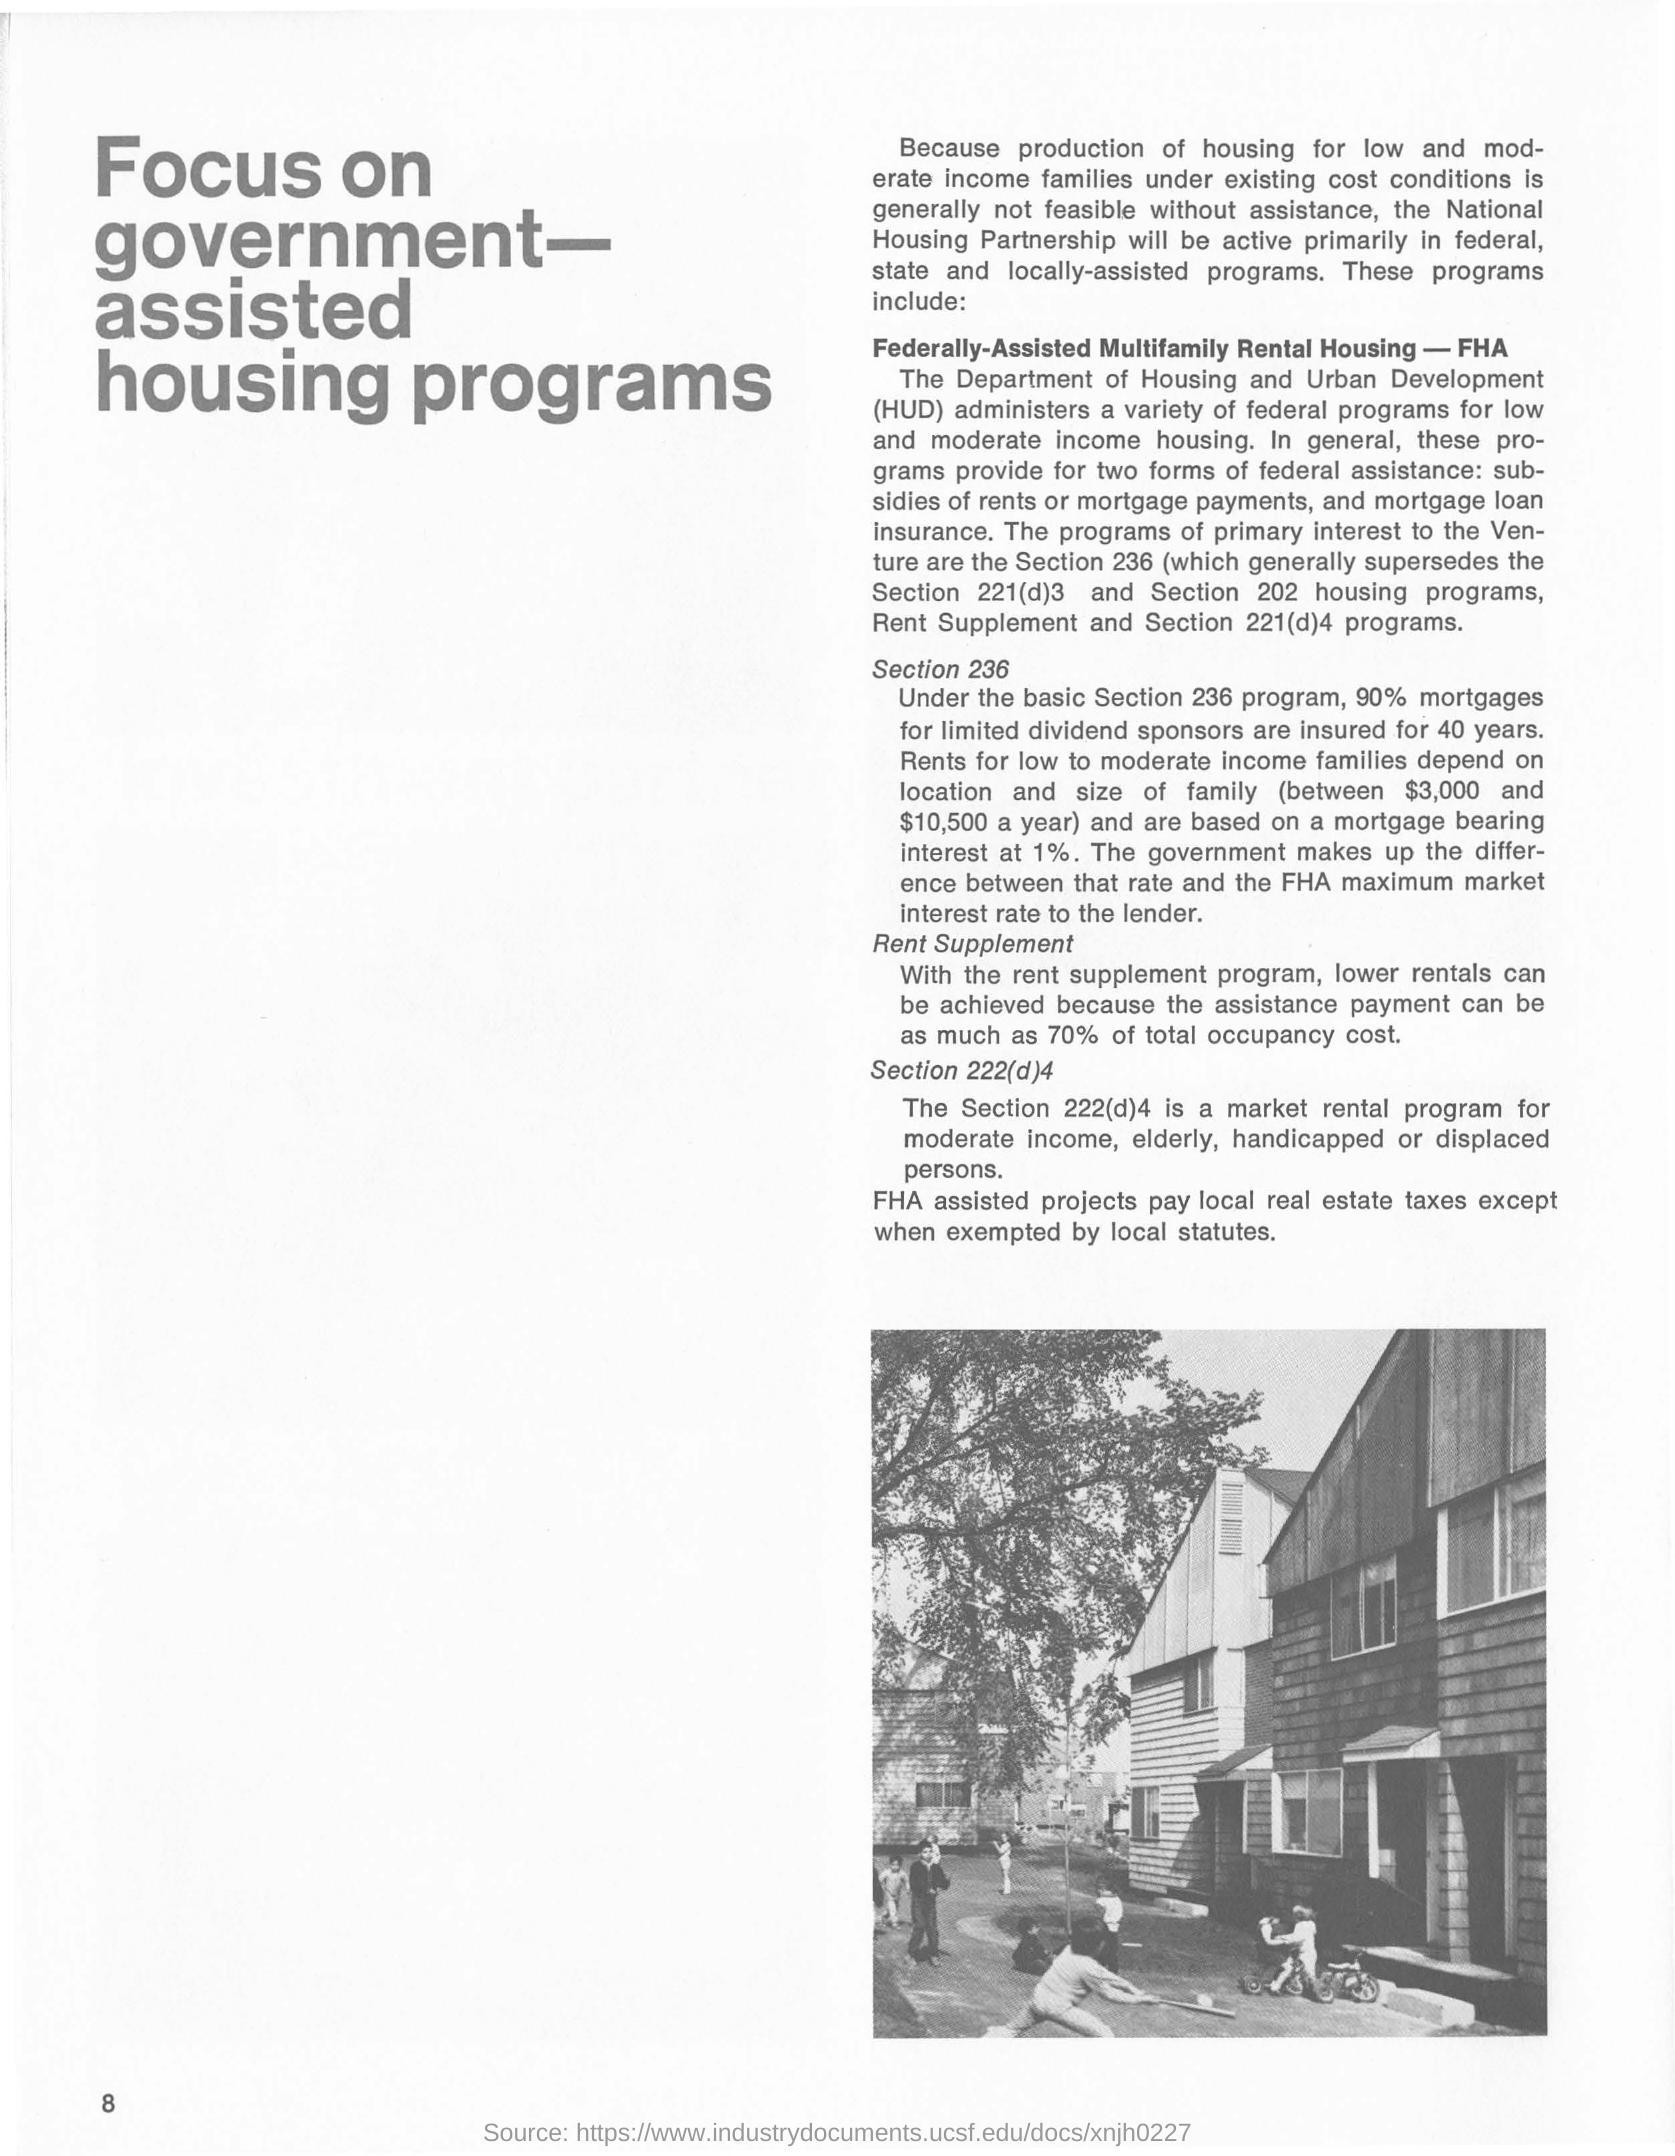 Focus on
government—
assisted
housing programs
Because production of housing for low and mod-
erate income families under existing cost conditions is
generally not feasible without assistance, the National
Housing Partnership will be active primarily in federal,
state and locally-assisted programs. These programs
include:
Federally-Assisted Multifamily Rental Housing — FHA
The Department of Housing and Urban Development
(HUD) administers a variety of federal programs for low
and moderate income housing. In general, these pro-
grams provide for two forms of federal assistance: sub-
sidies of rents or mortgage payments, and mortgage loan
insurance. The programs of primary interest to the Ven-
ture are the Section 236 (which generally supersedes the
Section 221(d)3 and Section 202 housing programs,
Rent Supplement and Section 221(d)4 programs.
Section 236
Under the basic Section 236 program, 90% mortgages
for limited dividend sponsors are insured for 40 years.
Rents for low to moderate income families depend on
location and size of family (between $3,000 and
$10,500 a year) and are based on a mortgage bearing
interest at 1%. The government makes up the differ-
ence between that rate and the FHA maximum market
interest rate to the lender.
Rent Supplement
With the rent supplement program, lower rentals can
be achieved because the assistance payment can be
as much as 70% of total occupancy cost.
Section 222(d)4
The Section 222(d)4 is a market rental program for
moderate income, elderly, handicapped or displaced
persons.
FHA assisted projects pay local real estate taxes except
when exempted by local statutes.
8
Source: https://www.industrydocuments.ucsf.edu/docs/xnjh0227